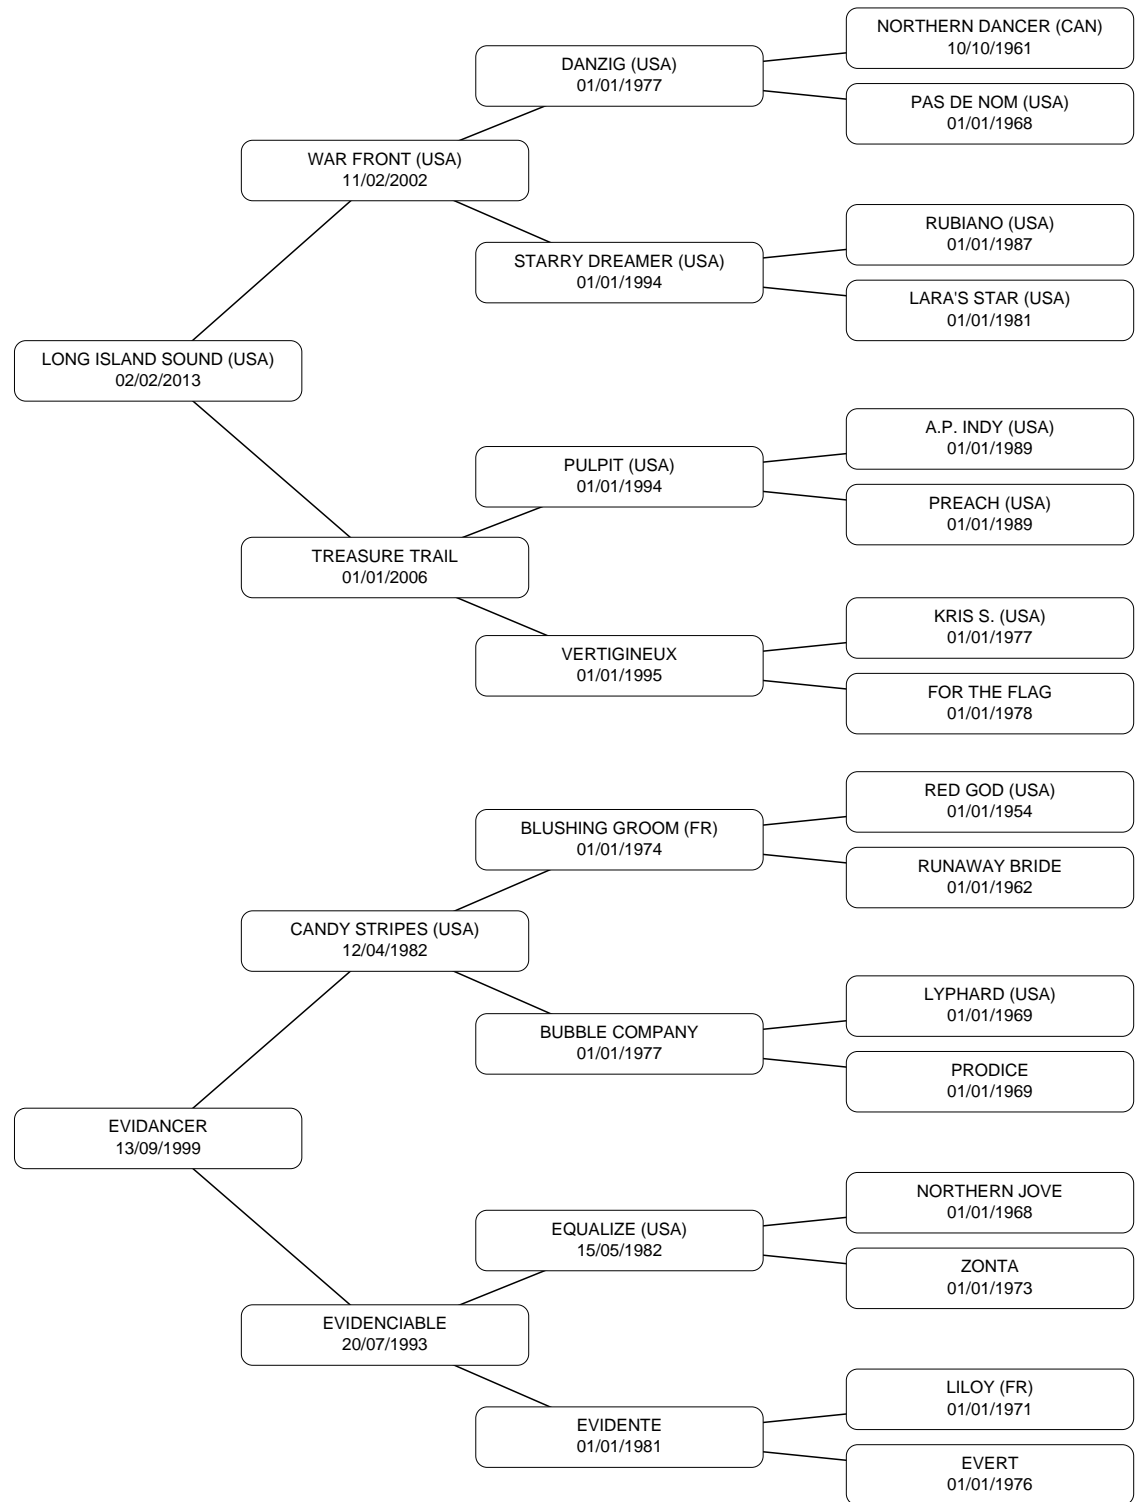 NORTHERN DANCER (CAN)
10/10/1961
DANZIG (USA)
01/01/1977
PAS DE NOM (USA)
01/01/1968
WAR FRONT (USA)
11/02/2002
RUBIANO (USA)
01/01/1987
STARRY DREAMER (USA)
01/01/1994
LARA'S STAR (USA)
01/01/1981
LONG ISLAND SOUND (USA)
02/02/2013
A.P. INDY (USA)
01/01/1989
PULPIT (USA)
01/01/1994
PREACH (USA)
01/01/1989
TREASURE TRAIL
01/01/2006
KRIS S. (USA)
01/01/1977
VERTIGINEUX
01/01/1995
FOR THE FLAG
01/01/1978
RED GOD (USA)
01/01/1954
BLUSHING GROOM (FR)
01/01/1974
RUNAWAY BRIDE
01/01/1962
CANDY STRIPES (USA)
12/04/1982
LYPHARD (USA)
01/01/1969
BUBBLE COMPANY
01/01/1977
PRODICE
01/01/1969
EVIDANCER
13/09/1999
NORTHERN JOVE
01/01/1968
EQUALIZE (USA)
15/05/1982
ZONTA
01/01/1973
EVIDENCIABLE
20/07/1993
LILOY (FR)
01/01/1971
EVIDENTE
01/01/1981
EVERT
01/01/1976